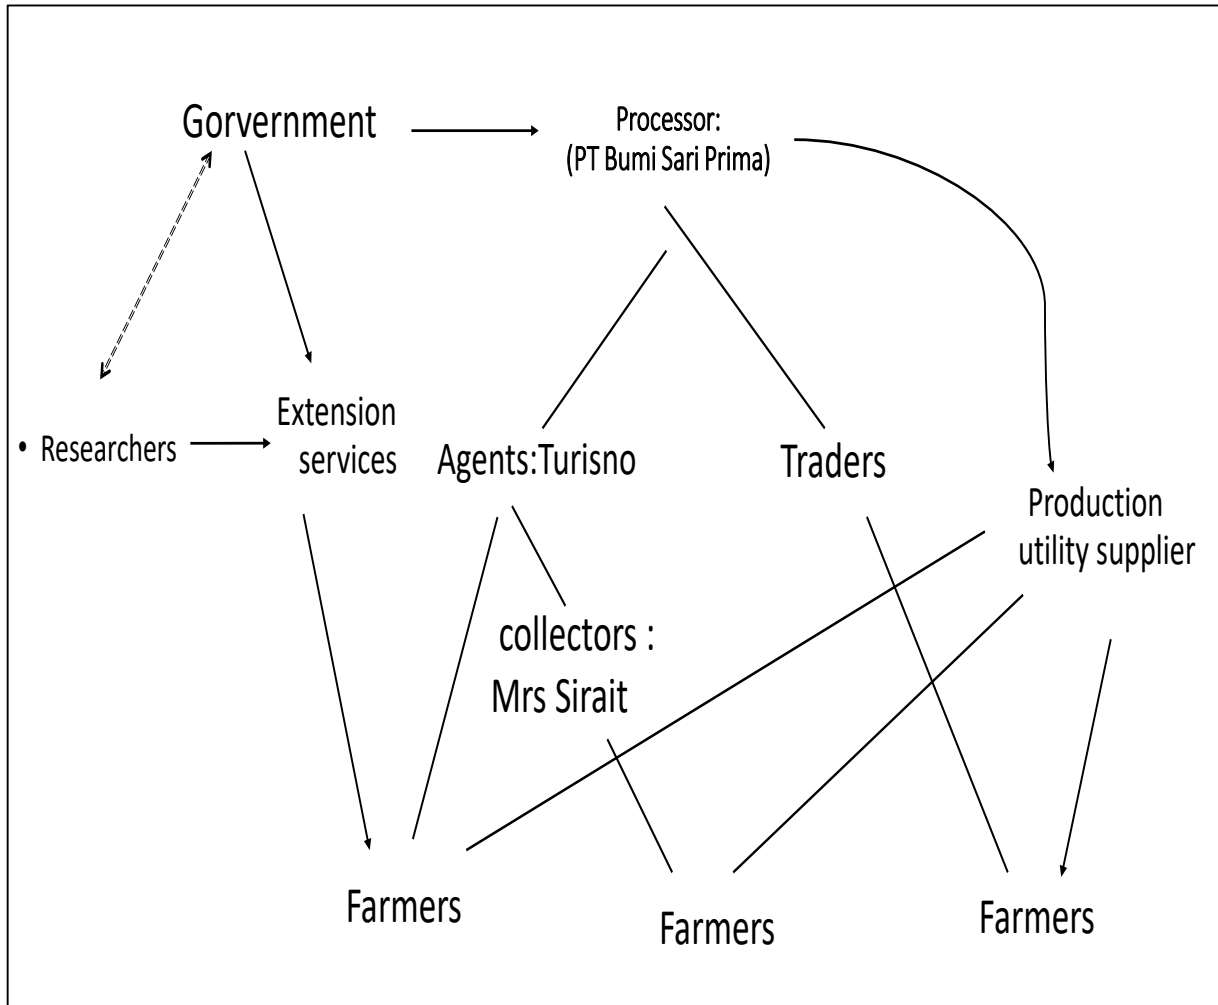 Gorvernment
Processor:
(PT Bumi Sari Prima)
• Researchers
Extension
services
Agents:Turisno
Traders
Production
utility supplier
collectors :
Mrs Sirait
Farmers
Farmers
Farmers